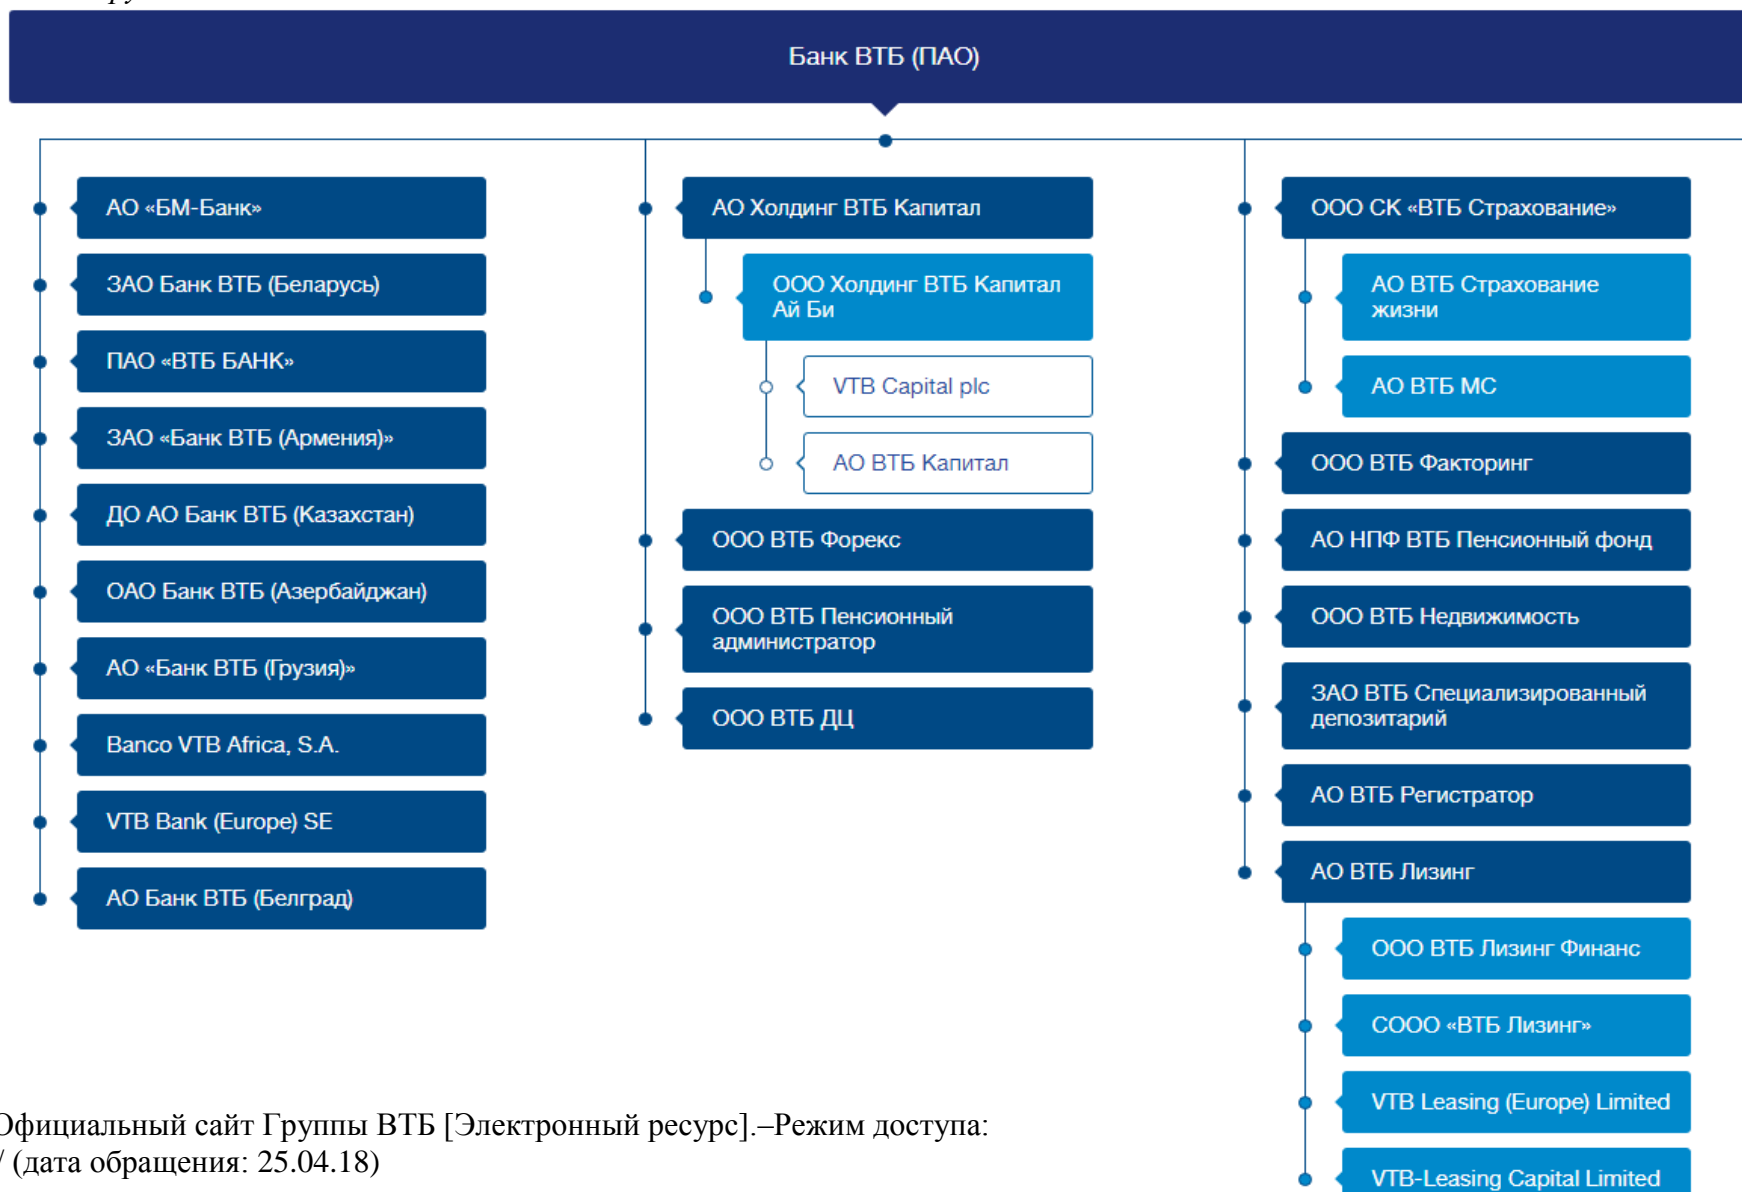 Банк ВТБ (ПАО)
АО «БМ-Банк»
ЗАО Банк ВТБ (Беларусь)
ПАО «ВТБ БАНК»
ЗАО «Банк ВТБ (Армения)»
ДО АО Банк ВТБ (Казахстан)
ОАО Банк ВТБ (Азербайджан)
АО «Банк ВТБ (Грузия)»
Banco VTB Africa, S.A.
VTB Bank (Europe) SE
АО Банк ВТБ (Белград)
АО Холдинг ВТБ Капитал
ООО Холдинг ВТБ Капитал
Ай Би
VTB Capital plc
АО ВТБ Капитал
ООО ВТБ Форекс
ООО ВТБ Пенсионный
администратор
ООО ВТБ ДЦ
ООО СК «ВТБ Страхование»
АО ВТБ Страхование
жизни
АО ВТБ МС
ООО ВТБ Факторинг
АО НПФ ВТБ Пенсионный фонд
ООО ВТБ Недвижимость
ЗАО ВТБ Специализированный
депозитарий
АО ВТБ Регистратор
АО ВТБ Лизинг
ООО ВТБ Лизинг Финанс
СООО «ВТБ Лизинг»
VTB Leasing (Europe) Limited
VTB-Leasing Capital Limited
Официальный сайт Группы ВТБ [Электронный ресурс].–Режим доступа:
/ (дата обращения: 25.04.18)